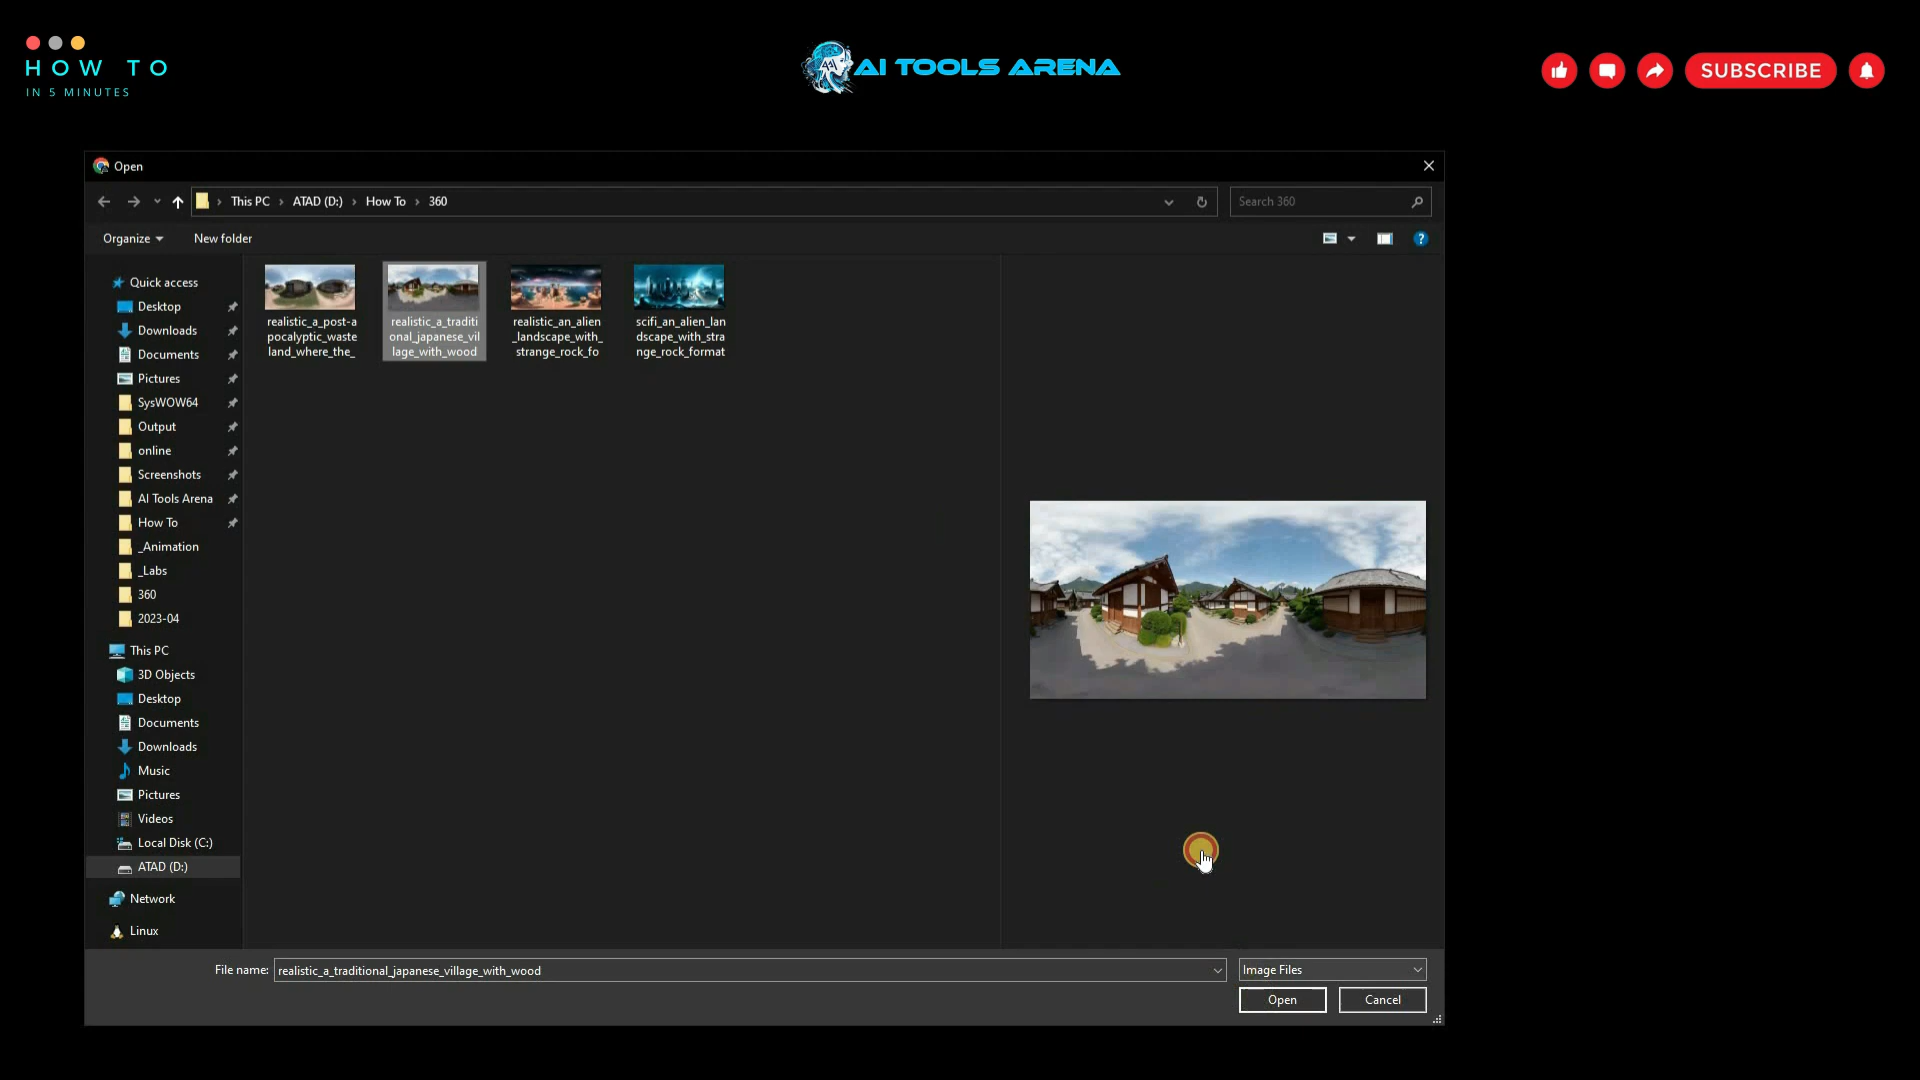 HOW TO
IN 5 MINUTES
AI TOOLS ARENA
SUBSCRIBE
Open
This PC
ATAD (D:)
How To
360
Search 360
Organize
New folder
Quick access
Desktop
Downloads
Documents
Pictures
SysWOW64
Output
online
Screenshots
AI Tools Arena
How To
_Animation
_Labs
360
2023-04
This PC
3D Objects
Desktop
Documents
Downloads
Music
Pictures
Videos
Local Disk (C:)
ATAD (D:)
Network
Linux
realistic_a_post-a
pocalyptic_waste
land_where_the_
realistic_a_traditi
onal_japanese_vil
lage_with_wood
realistic_an_alien
_landscape_with_
strange_rock_fo
scifi_an_alien_lan
dscape_with_stra
nge_rock_format
File name:
realistic_a_traditional_japanese_village_with_wood
Image Files
Open
Cancel